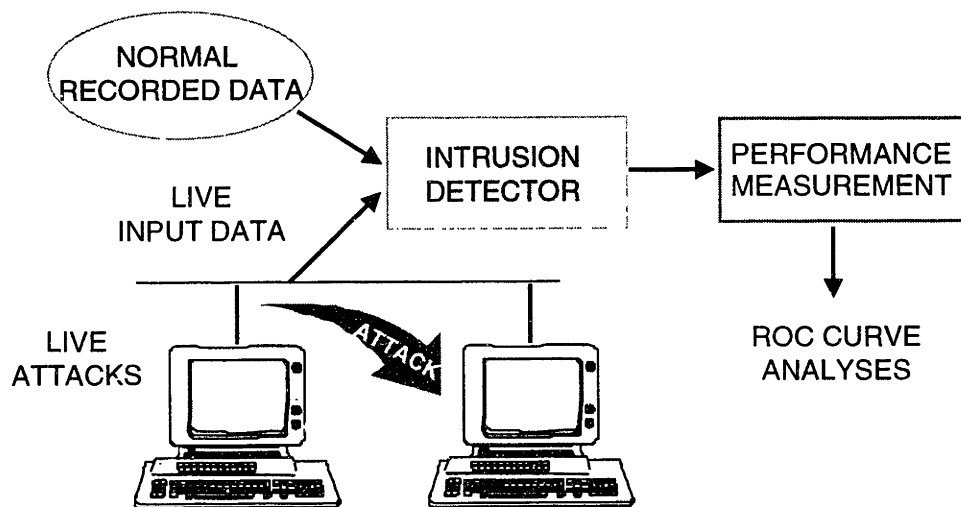 NORMAL
RECORDED DATA
INTRUSION
DETECTOR
PERFORMANCE
MEASUREMENT
LIVE
INPUT DATA
LIVE
ATTACKS
ATTACK
ROC CURVE
ANALYSES